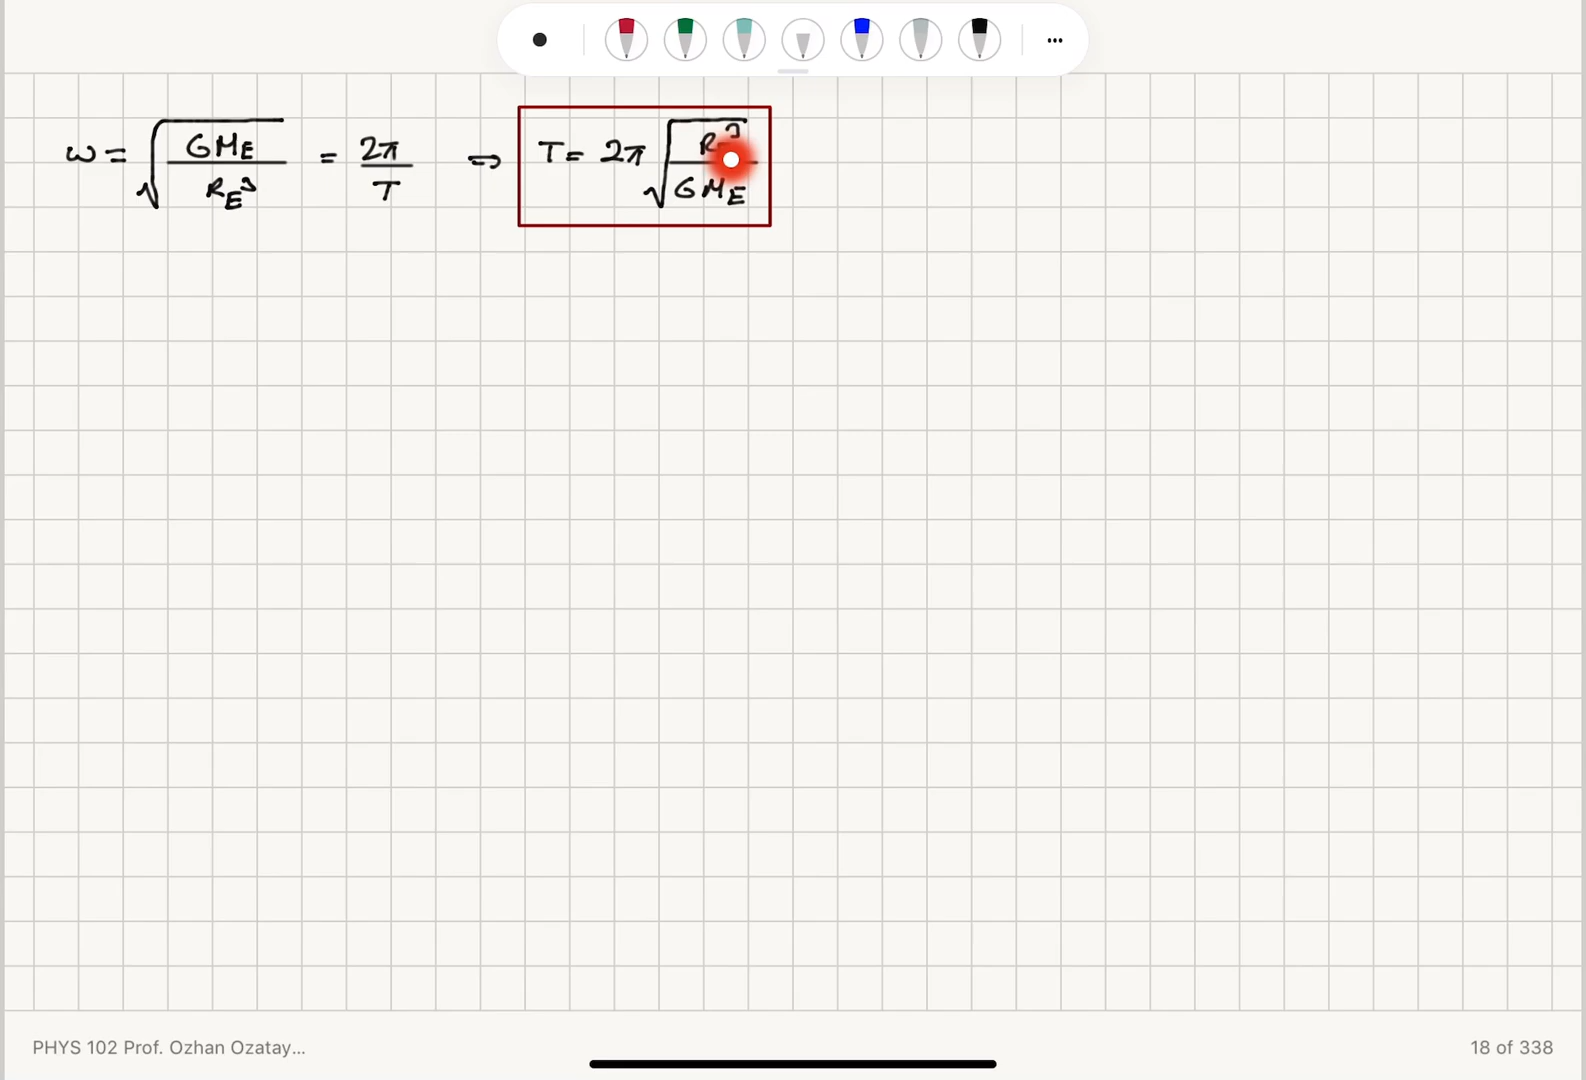 ω = √(GM_E / R_E³) = 2π / T ⇒ T = 2π √(R_E³ / GM_E)
PHYS 102 Prof. Ozhan Ozatay...
18 of 338